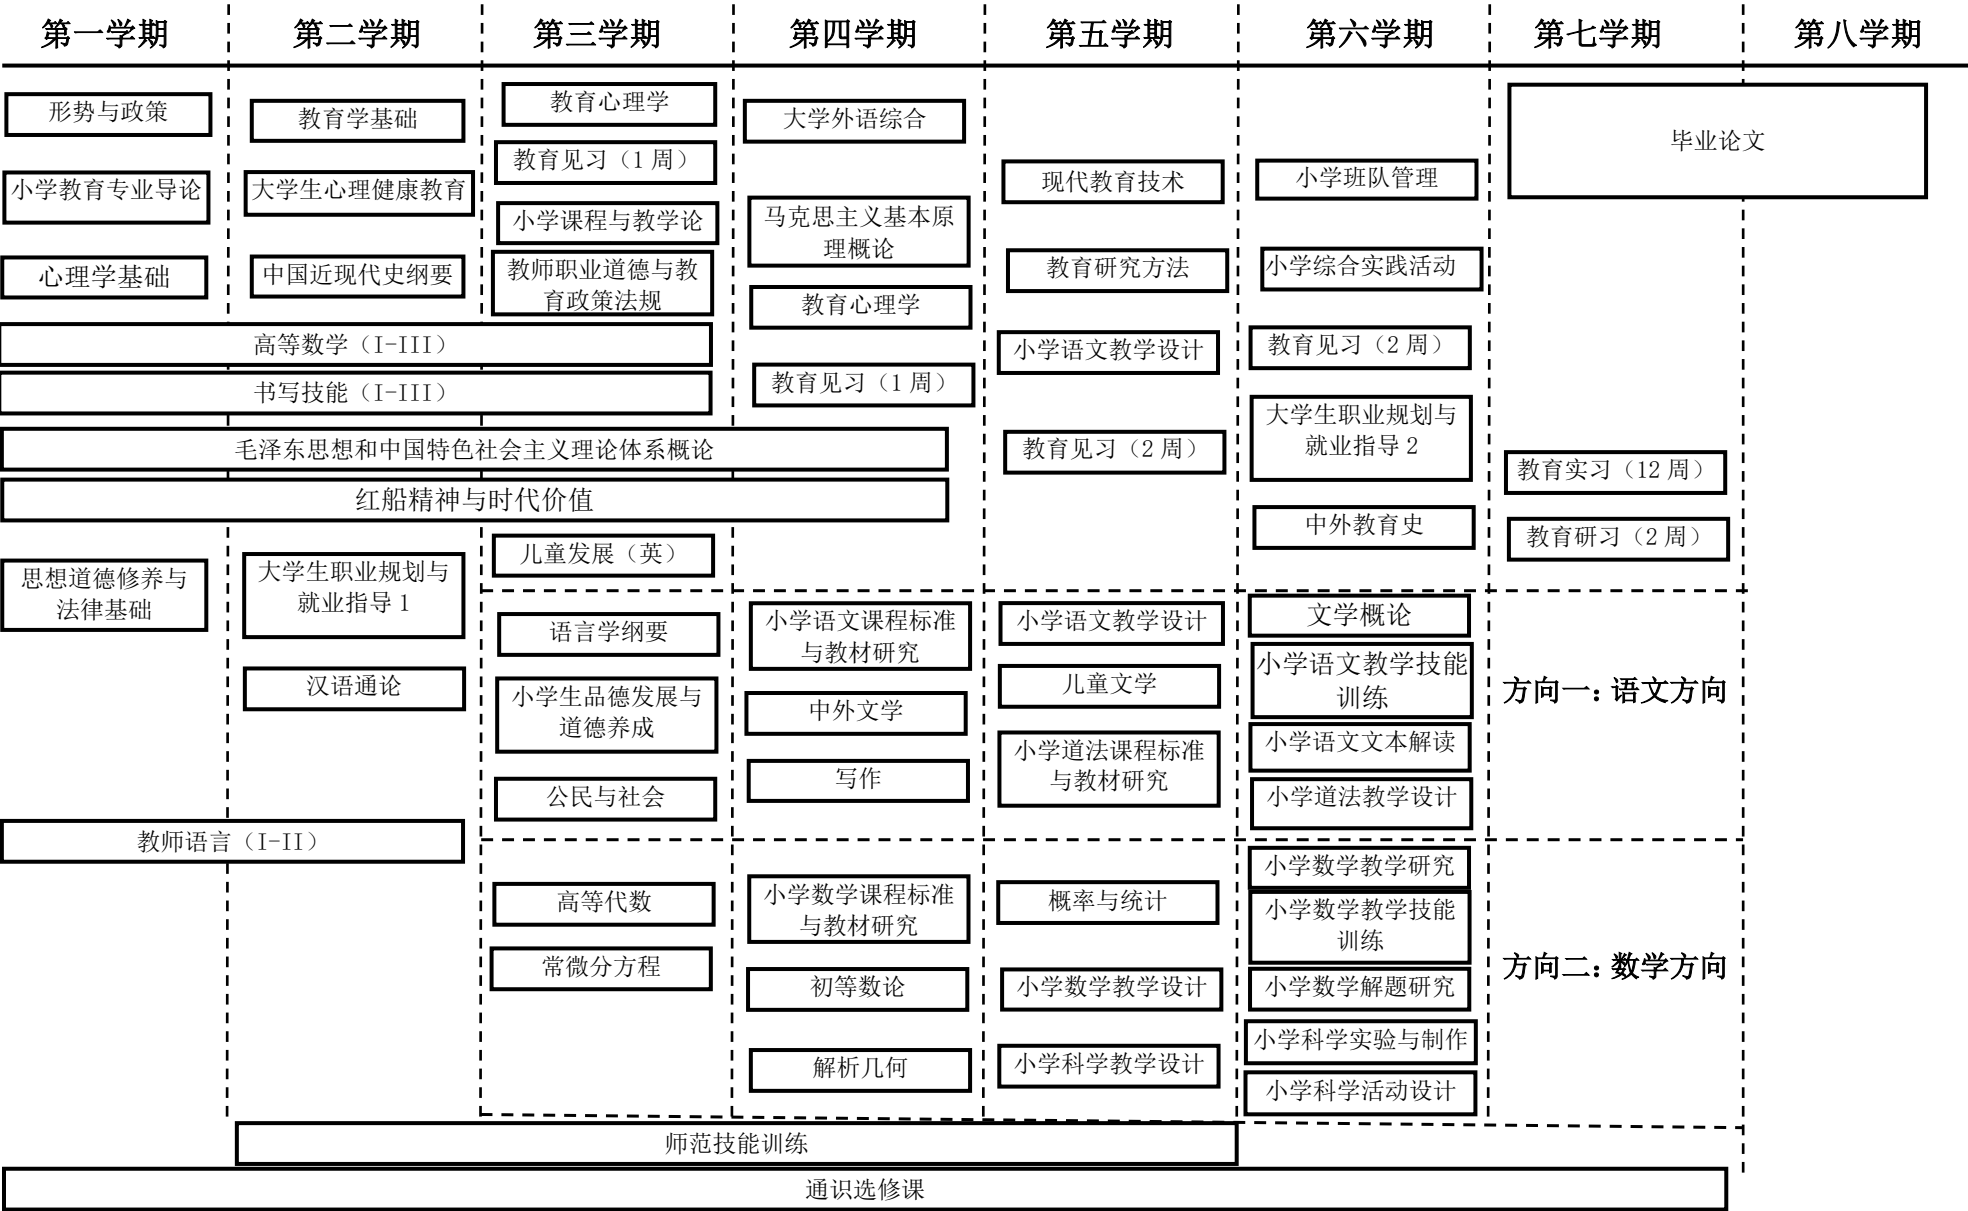 第一学期
第二学期
第三学期
第四学期
第五学期
第六学期
第七学期
第八学期
形势与政策
小学教育专业导论
心理学基础
教育学基础
大学生心理健康教育
中国近现代史纲要
教育心理学
教育见习（1 周）
小学课程与教学论
教师职业道德与教
育政策法规
大学外语综合
马克思主义基本原
理概论
教育心理学
教育见习（1 周）
现代教育技术
教育研究方法
小学语文教学设计
教育见习（2 周）
小学班队管理
小学综合实践活动
教育见习（2 周）
大学生职业规划与
就业指导 2
中外教育史
毕业论文
教育实习（12 周）
教育研习（2 周）
高等数学（I-III）
书写技能（I-III）
毛泽东思想和中国特色社会主义理论体系概论
红船精神与时代价值
思想道德修养与
法律基础
大学生职业规划与
就业指导 1
汉语通论
儿童发展（英）
教师语言（I-II）
语言学纲要
小学生品德发展与
道德养成
公民与社会
小学语文课程标准
与教材研究
中外文学
写作
小学语文教学设计
儿童文学
小学道法课程标准
与教材研究
文学概论
小学语文教学技能
训练
小学语文文本解读
小学道法教学设计
方向一：语文方向
高等代数
常微分方程
小学数学课程标准
与教材研究
初等数论
解析几何
概率与统计
小学数学教学设计
小学科学教学设计
小学数学教学研究
小学数学教学技能
训练
小学数学解题研究
小学科学实验与制作
小学科学活动设计
方向二：数学方向
师范技能训练
通识选修课